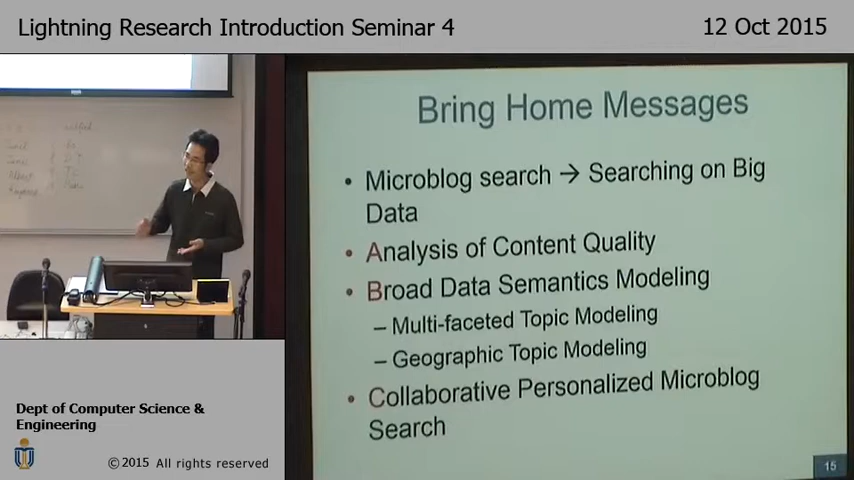 Lightning Research Introduction Seminar 4
12 Oct 2015
Bring Home Messages
• Microblog search → Searching on Big
Data
• Analysis of Content Quality
• Broad Data Semantics Modeling
– Multi-faceted Topic Modeling
– Geographic Topic Modeling
• Collaborative Personalized Microblog
Search
15
Dept of Computer Science &
Engineering
©2015 All rights reserved